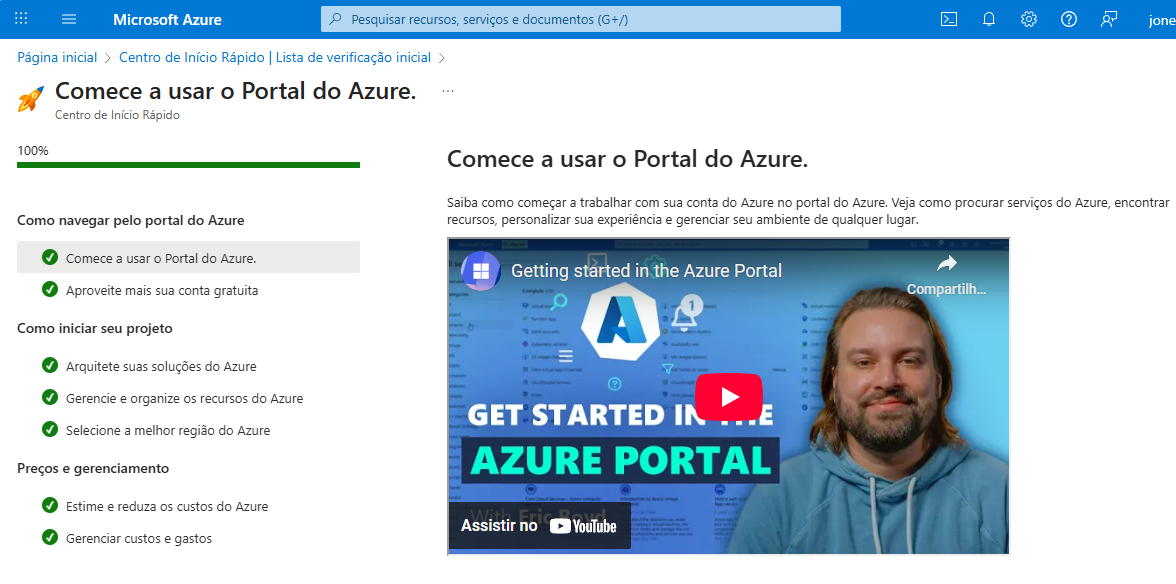 Microsoft Azure
Pesquisar recursos, serviços e documentos (G+/)
jone
Página inicial > Centro de Início Rápido | Lista de verificação inicial >
Comece a usar o Portal do Azure. ...
Centro de Início Rápido
100%
Como navegar pelo portal do Azure
Comece a usar o Portal do Azure.
Aproveite mais sua conta gratuita
Como iniciar seu projeto
Arquitete suas soluções do Azure
Gerencie e organize os recursos do Azure
Selecione a melhor região do Azure
Preços e gerenciamento
Estime e reduza os custos do Azure
Gerenciar custos e gastos
Comece a usar o Portal do Azure.
Saiba como começar a trabalhar com sua conta do Azure no portal do Azure. Veja como procurar serviços do Azure, encontrar
recursos, personalizar sua experiência e gerenciar seu ambiente de qualquer lugar.
Getting started in the Azure Portal
Compartilh...
1
GET STARTED IN THE
AZURE PORTAL
With Eric Boyd
Assistir no YouTube